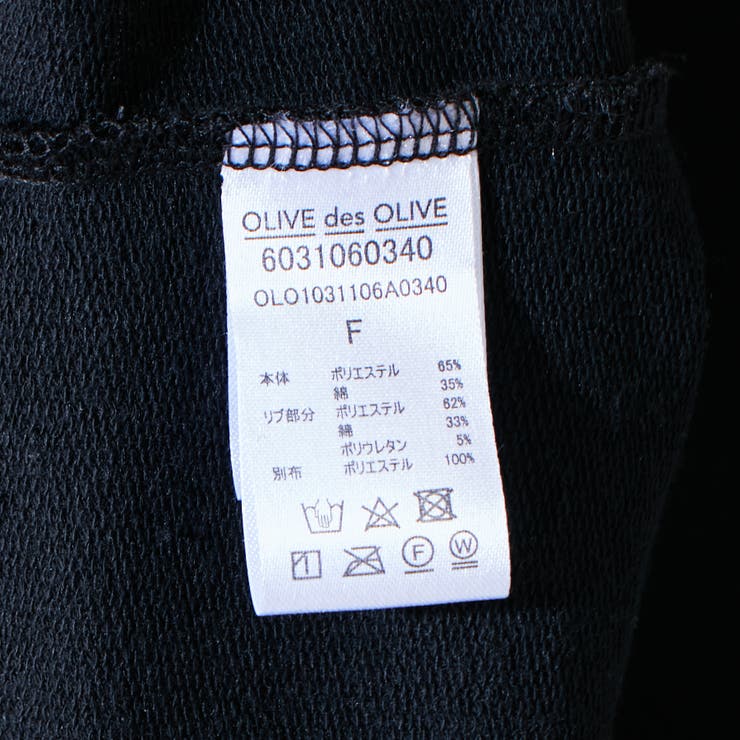 OLIVE des OLIVE
6031060340
OLO1031106A0340
F
本体 ポリエステル 65%
綿 35%
リブ部分 ポリエステル 62%
綿 33%
ポリウレタン 5%
別布 ポリエステル 100%
F W